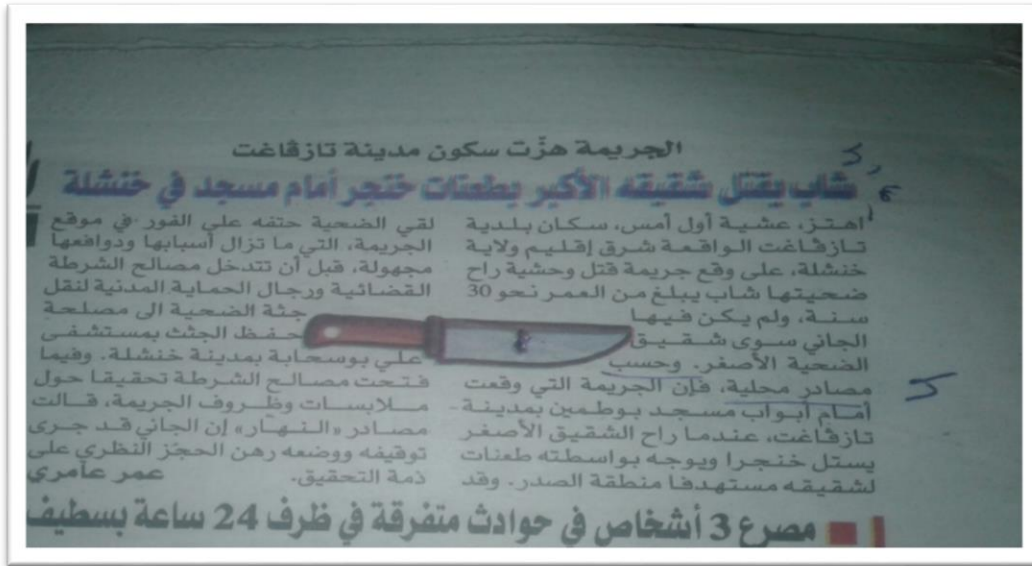 الجريمة هزّت سكون مدينة تازڤاغت
شاب يقتل شقيقه الأكبر بطعنات خنجر أمام مسجد في خنشلة
اهتز، عشية أول أمس، سكان بلدية
تازڤاغت الواقعة شرق إقليم ولاية
خنشلة، على وقع جريمة قتل وحشية راح
ضحيتها شاب يبلغ من العمر نحو 30
سنة، ولم يكن فيها
الجاني سوى شقيق
الضحية الأصغر. وحسب
مصادر محلية، فإن الجريمة التي وقعت
أمام أبواب مسجد بوطمين بمدينة
تازڤاغت، عندما راح الشقيق الأصغر
يستل خنجرا ويوجه بواسطته طعنات
لشقيقه مستهدفا منطقة الصدر. وقد
لقي الضحية حتفه على الفور في موقع
الجريمة، التي ما تزال أسبابها ودوافعها
مجهولة، قبل أن تتدخل مصالح الشرطة
القضائية ورجال الحماية المدنية لنقل
جثة الضحية الى مصلحة
حفظ الجثث بمستشفى
علي بوسحابة بمدينة خنشلة. وفيما
فتحت مصالح الشرطة تحقيقا حول
ملابسات وظروف الجريمة، قالت
مصادر «النهار» إن الجاني قد جرى
توقيفه ووضعه رهن الحجز النظري على
ذمة التحقيق.
عمر عامري
مصرع 3 أشخاص في حوادث متفرقة في ظرف 24 ساعة بسطيف